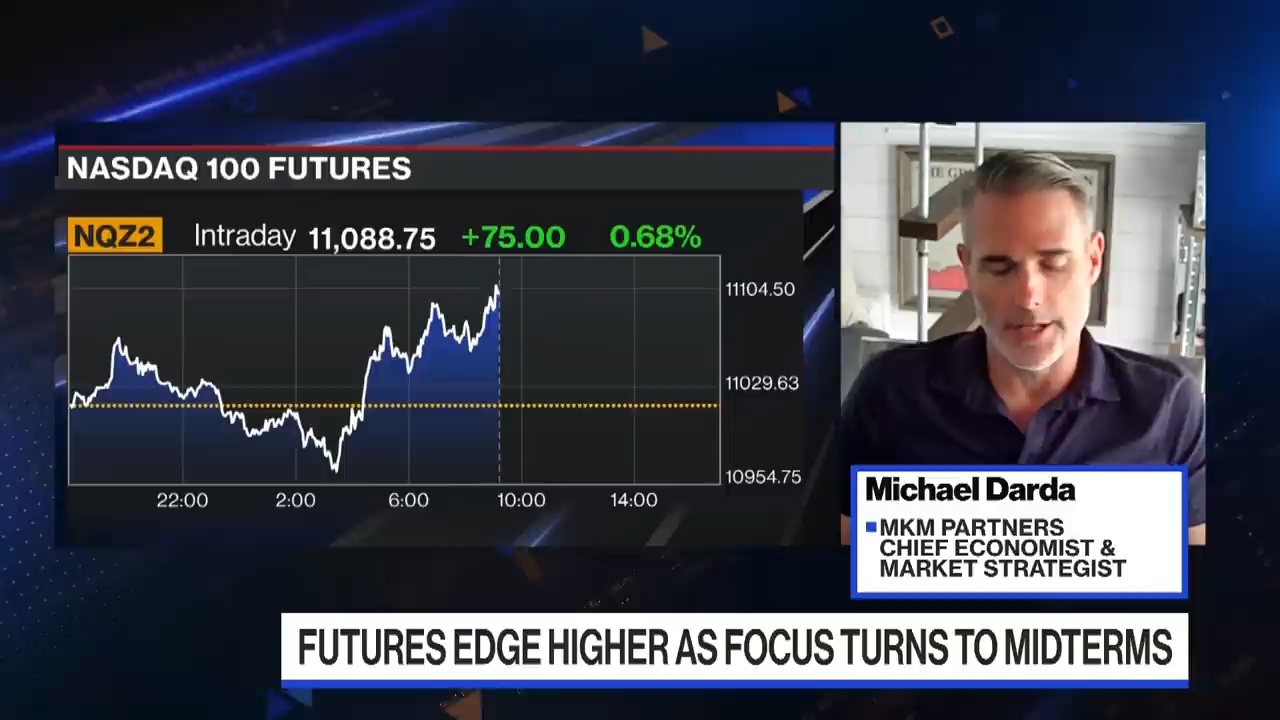 NASDAQ 100 FUTURES
NQZ2 Intraday 11,088.75 +75.00 0.68%
11104.50
11029.63
10954.75
22:00 2:00 6:00 10:00 14:00
Michael Darda
MKM PARTNERS
CHIEF ECONOMIST &
MARKET STRATEGIST
FUTURES EDGE HIGHER AS FOCUS TURNS TO MIDTERMS